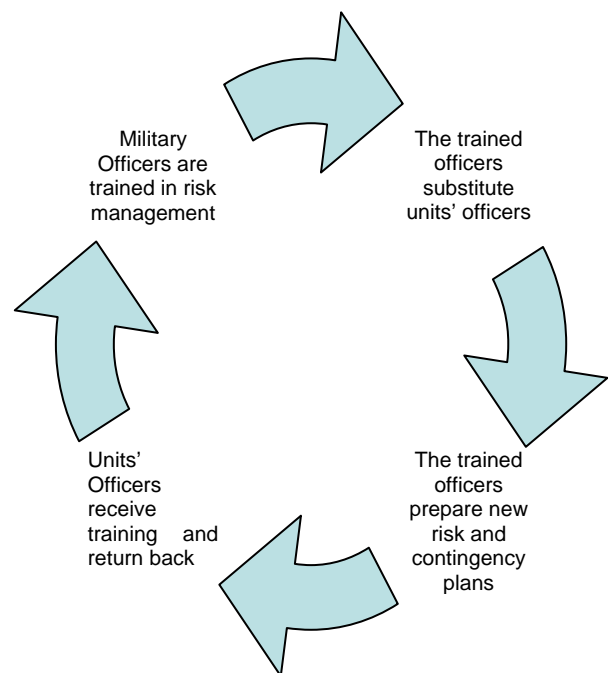 Military
Officers are
trained in risk
management
The trained
officers
substitute
units’ officers
The trained
officers
prepare new
risk and
contingency
plans
Units’
Officers
receive
training and
return back